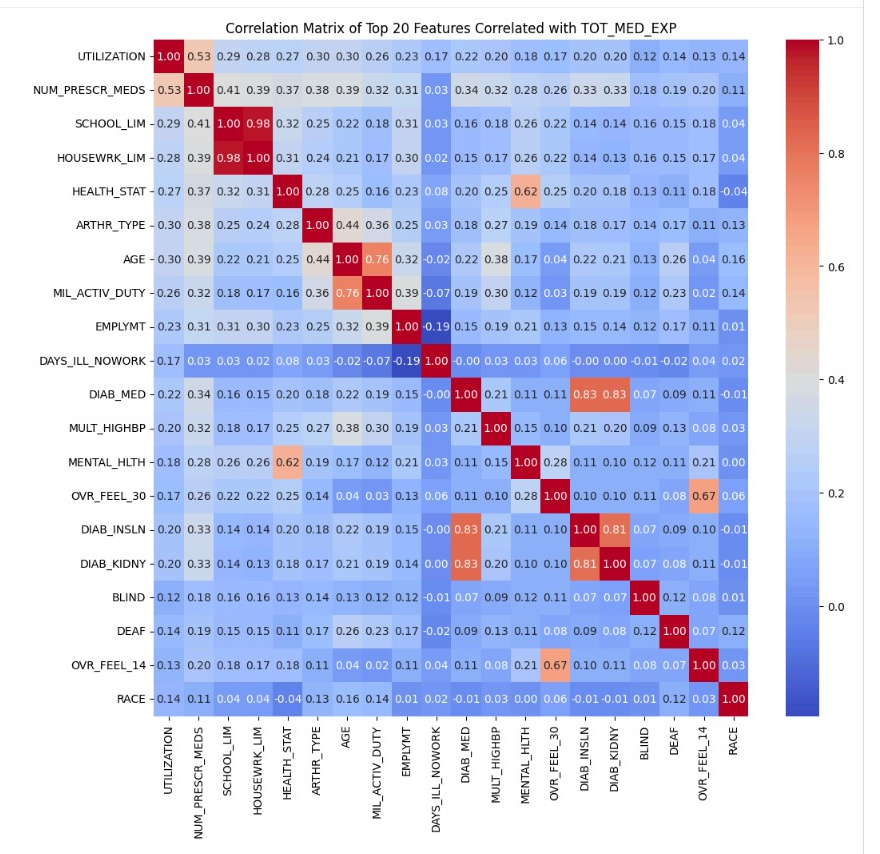 Correlation Matrix of Top 20 Features Correlated with TOT_MED_EXP
UTILIZATION 1.00 0.53 0.29 0.28 0.27 0.30 0.30 0.26 0.23 0.17 0.22 0.20 0.18 0.17 0.20 0.20 0.12 0.14 0.13 0.14
NUM_PRESCR_MEDS 0.53 1.00 0.41 0.39 0.37 0.38 0.39 0.32 0.31 0.03 0.34 0.32 0.28 0.26 0.33 0.33 0.18 0.19 0.20 0.11
SCHOOL_LIM 0.29 0.41 1.00 0.98 0.32 0.25 0.22 0.18 0.31 0.03 0.16 0.18 0.26 0.22 0.14 0.14 0.16 0.15 0.18 0.04
HOUSEWRK_LIM 0.28 0.39 0.98 1.00 0.31 0.24 0.21 0.17 0.30 0.02 0.15 0.17 0.26 0.22 0.14 0.13 0.16 0.15 0.17 0.04
HEALTH_STAT 0.27 0.37 0.32 0.31 1.00 0.28 0.25 0.16 0.23 0.08 0.20 0.25 0.62 0.25 0.20 0.18 0.13 0.11 0.18 -0.04
ARTHR_TYPE 0.30 0.38 0.25 0.24 0.28 1.00 0.44 0.36 0.25 0.03 0.18 0.27 0.19 0.14 0.18 0.17 0.14 0.17 0.11 0.13
AGE 0.30 0.39 0.22 0.21 0.25 0.44 1.00 0.76 0.32 -0.02 0.22 0.38 0.17 0.04 0.22 0.21 0.13 0.26 0.04 0.16
MIL_ACTIV_DUTY 0.26 0.32 0.18 0.17 0.16 0.36 0.76 1.00 0.39 -0.07 0.19 0.30 0.12 0.03 0.19 0.19 0.12 0.23 0.02 0.14
EMPLYMT 0.23 0.31 0.31 0.30 0.23 0.25 0.32 0.39 1.00 -0.19 0.15 0.19 0.21 0.13 0.15 0.14 0.12 0.17 0.11 0.01
DAYS_ILL_NOWORK 0.17 0.03 0.03 0.02 0.08 0.03 -0.02 -0.07 -0.19 1.00 -0.00 0.03 0.03 0.06 -0.00 0.00 -0.01 -0.02 0.04 0.02
DIAB_MED 0.22 0.34 0.16 0.15 0.20 0.18 0.22 0.19 0.15 -0.00 1.00 0.21 0.11 0.11 0.83 0.83 0.07 0.09 0.11 -0.01
MULT_HIGHBP 0.20 0.32 0.18 0.17 0.25 0.27 0.38 0.30 0.19 0.03 0.21 1.00 0.15 0.10 0.21 0.20 0.09 0.13 0.08 0.03
MENTAL_HLTH 0.18 0.28 0.26 0.26 0.62 0.19 0.17 0.12 0.21 0.03 0.11 0.15 1.00 0.28 0.11 0.10 0.12 0.11 0.21 0.00
OVR_FEEL_30 0.17 0.26 0.22 0.22 0.25 0.14 0.04 0.03 0.13 0.06 0.11 0.10 0.28 1.00 0.10 0.10 0.11 0.08 0.67 0.06
DIAB_INSLN 0.20 0.33 0.14 0.14 0.20 0.18 0.22 0.19 0.15 -0.00 0.83 0.21 0.11 0.10 1.00 0.81 0.07 0.09 0.10 -0.01
DIAB_KIDNY 0.20 0.33 0.14 0.13 0.18 0.17 0.21 0.19 0.14 0.00 0.83 0.20 0.10 0.10 0.81 1.00 0.07 0.08 0.11 -0.01
BLIND 0.12 0.18 0.16 0.16 0.13 0.14 0.13 0.12 0.12 -0.01 0.07 0.09 0.12 0.11 0.07 0.07 1.00 0.12 0.08 0.01
DEAF 0.14 0.19 0.15 0.15 0.11 0.17 0.26 0.23 0.17 -0.02 0.09 0.13 0.11 0.08 0.09 0.08 0.12 1.00 0.07 0.12
OVR_FEEL_14 0.13 0.20 0.18 0.17 0.18 0.11 0.04 0.02 0.11 0.04 0.11 0.08 0.21 0.67 0.10 0.11 0.08 0.07 1.00 0.03
RACE 0.14 0.11 0.04 0.04 -0.04 0.13 0.16 0.14 0.01 0.02 -0.01 0.03 0.00 0.06 -0.01 -0.01 0.01 0.12 0.03 1.00
UTILIZATION
NUM_PRESCR_MEDS
SCHOOL_LIM
HOUSEWRK_LIM
HEALTH_STAT
ARTHR_TYPE
AGE
MIL_ACTIV_DUTY
EMPLYMT
DAYS_ILL_NOWORK
DIAB_MED
MULT_HIGHBP
MENTAL_HLTH
OVR_FEEL_30
DIAB_INSLN
DIAB_KIDNY
BLIND
DEAF
OVR_FEEL_14
RACE
1.0
0.8
0.6
0.4
0.2
0.0